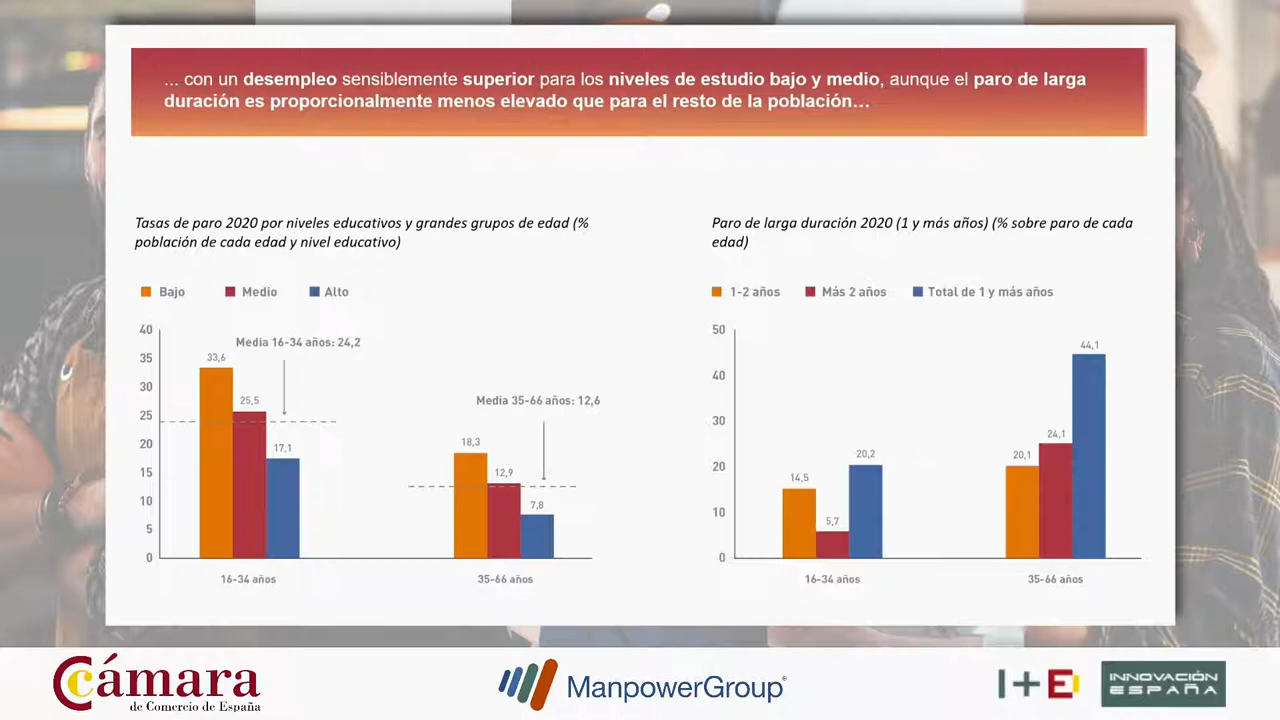 ... con un desempleo sensiblemente superior para los niveles de estudio bajo y medio, aunque el paro de larga
duración es proporcionalmente menos elevado que para el resto de la población...
Tasas de paro 2020 por niveles educativos y grandes grupos de edad (%
población de cada edad y nivel educativo)
Bajo Medio Alto
40
35
30
25
20
15
10
5
0
Media 16-34 años: 24,2
33,6
25,5
17,1
Media 35-66 años: 12,6
18,3
12,9
7,8
16-34 años
35-66 años
Paro de larga duración 2020 (1 y más años) (% sobre paro de cada
edad)
1-2 años Más 2 años Total de 1 y más años
50
40
30
20
10
0
14,5
5,7
20,2
20,1
24,1
44,1
16-34 años
35-66 años
Cámara
de Comercio de España
ManpowerGroup®
I+E
INNOVACIÓN
ESPAÑA